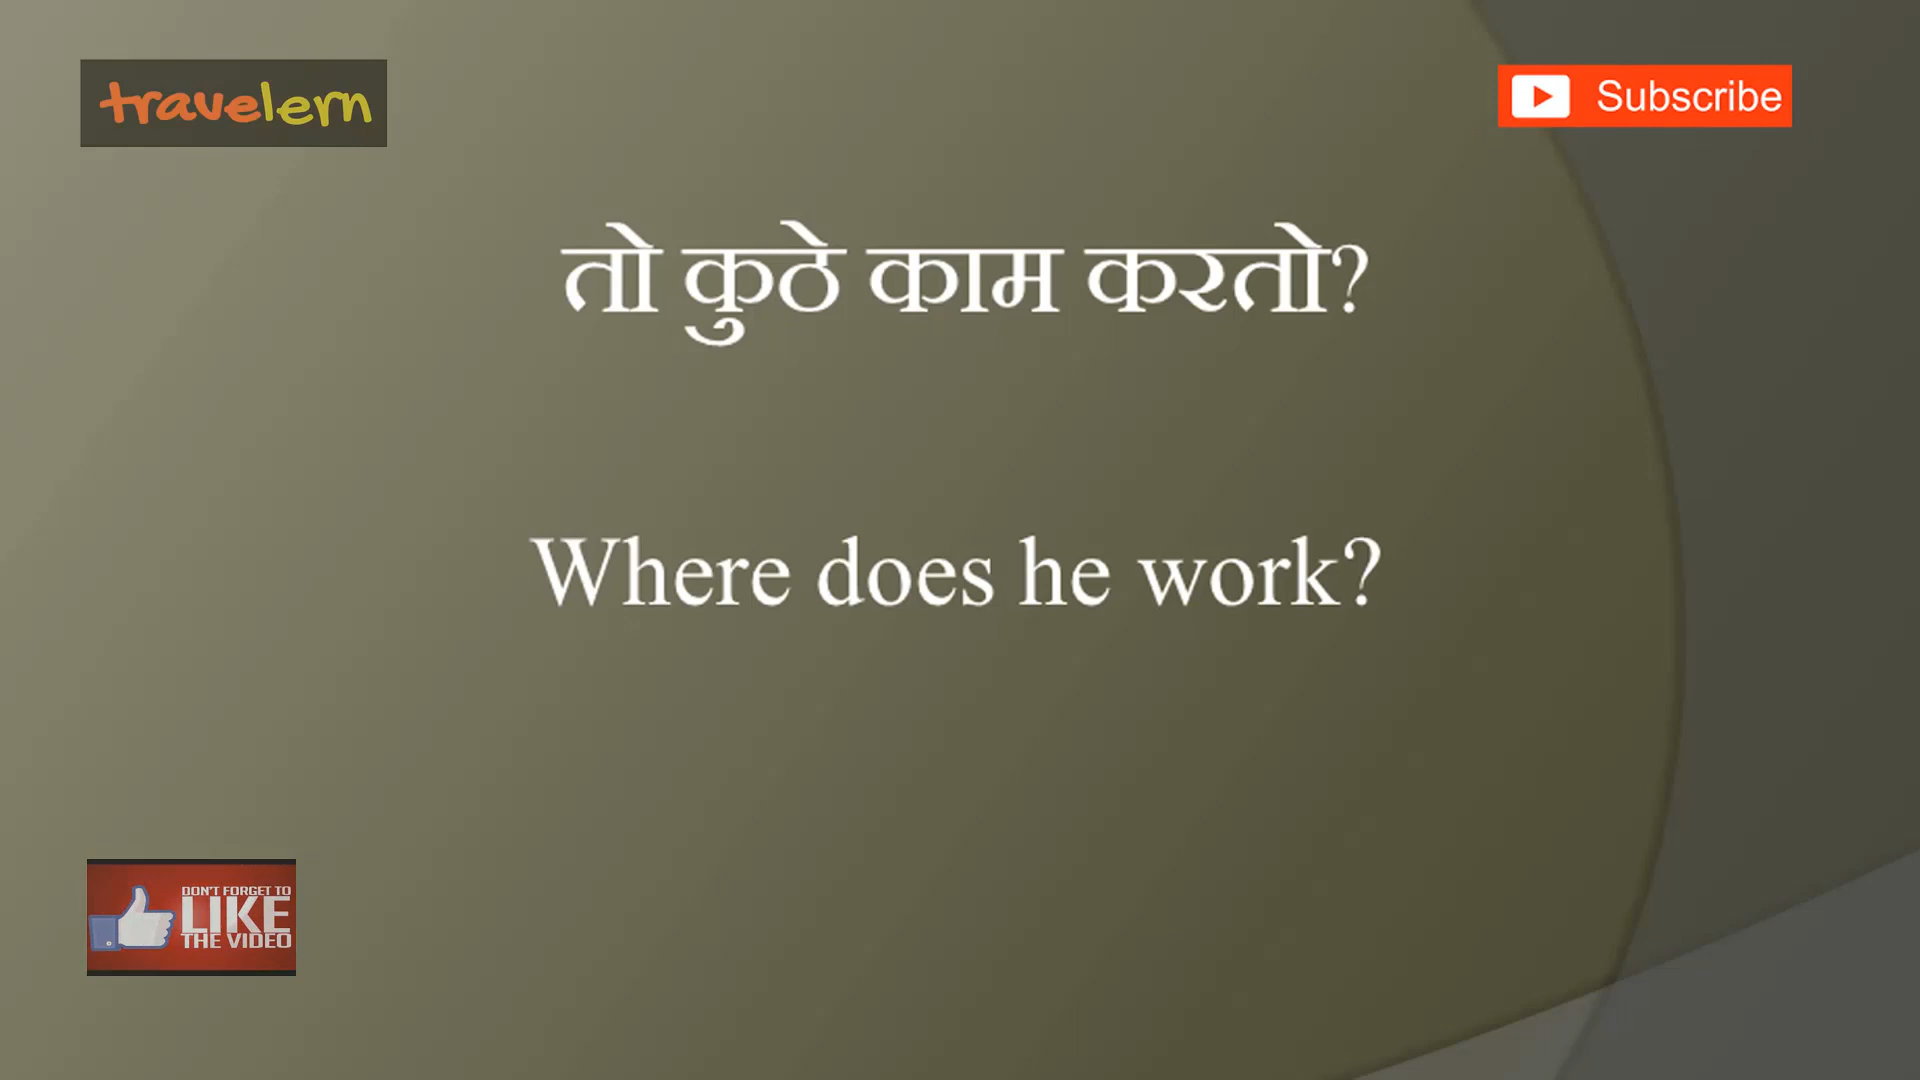 travelern
Subscribe
तो कुठे काम करतो?
Where does he work?
DON'T FORGET TO
LIKE
THE VIDEO